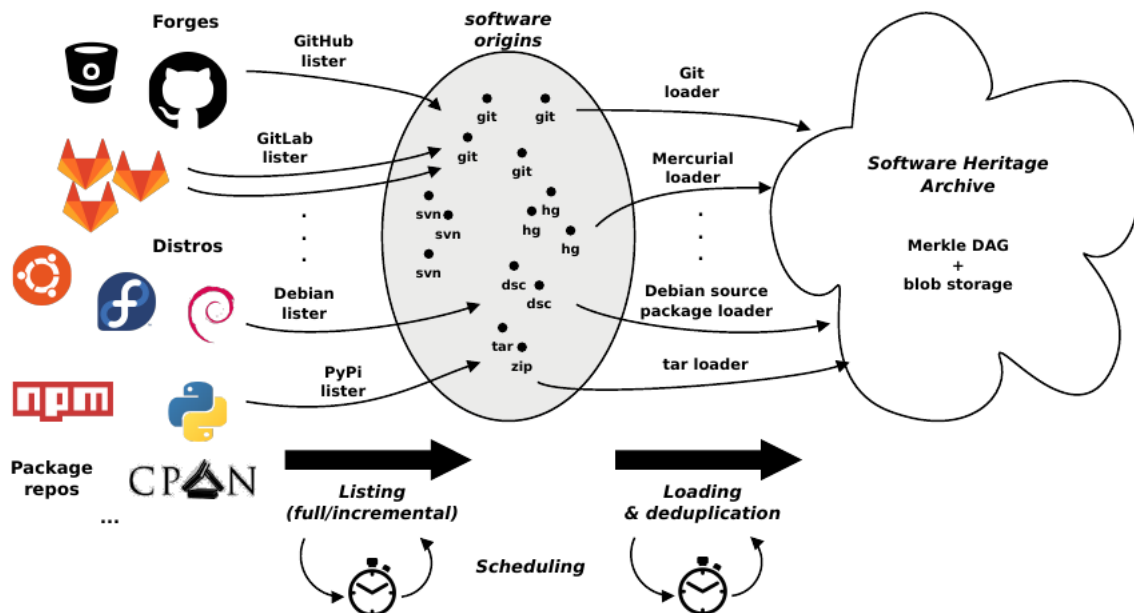 Forges
GitHub
lister
GitLab
lister
.
.
.
Distros
Debian
lister
npm
PyPi
lister
Package
repos
CPAN
...
software
origins
git
git
git
git
svn
svn
svn
hg
hg
hg
dsc
dsc
tar
zip
Git
loader
Mercurial
loader
.
.
.
Debian source
package loader
tar loader
Software Heritage
Archive
Merkle DAG
+
blob storage
Listing
(full/incremental)
Scheduling
Loading
& deduplication